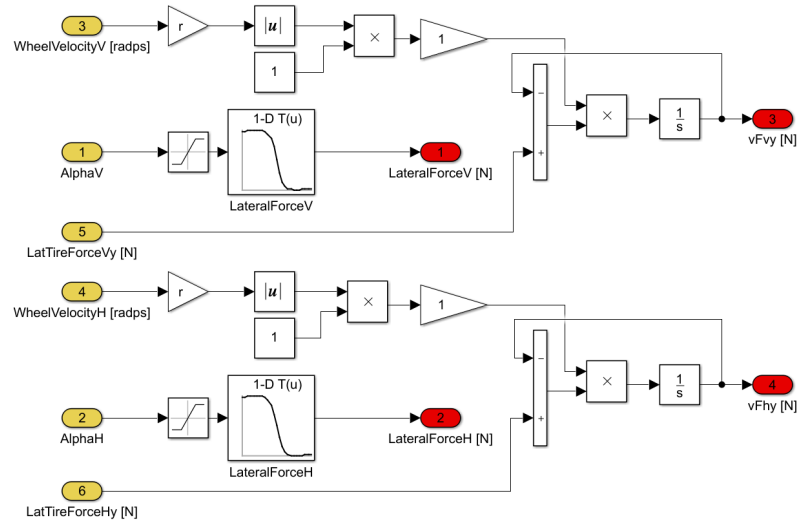 3
WheelVelocityV [radps]
r
|u|
1
×
1
1
AlphaV
1-D T(u)
LateralForceV
1
LateralForceV [N]
−
+
×
1
s
3
vFvy [N]
5
LatTireForceVy [N]
4
WheelVelocityH [radps]
r
|u|
1
×
1
2
AlphaH
1-D T(u)
LateralForceH
2
LateralForceH [N]
−
+
×
1
s
4
vFhy [N]
6
LatTireForceHy [N]